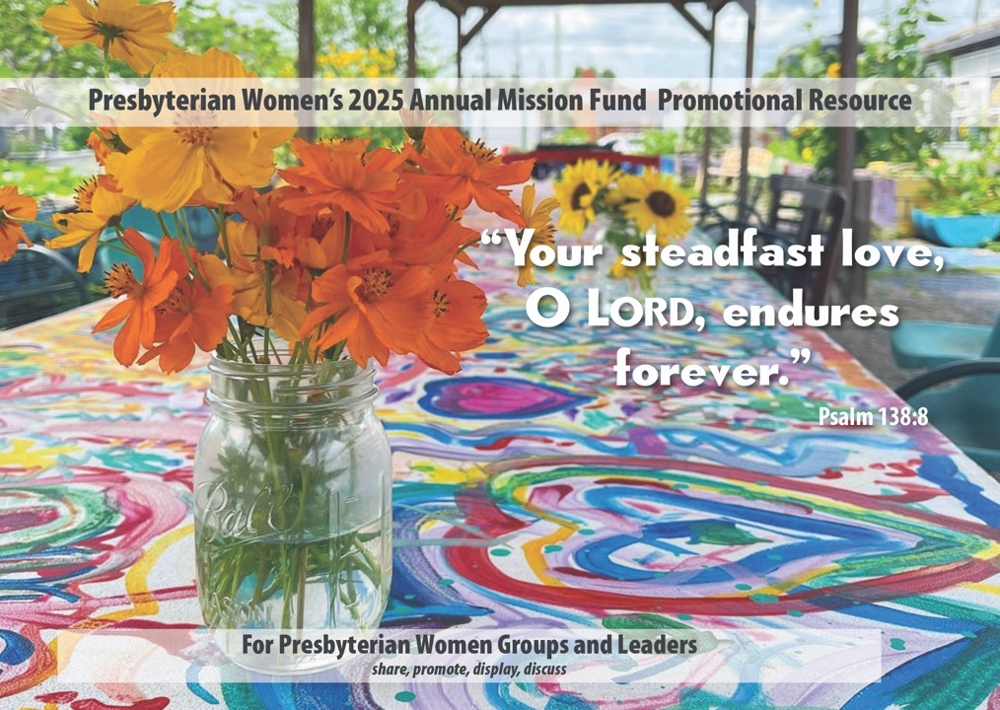 Presbyterian Women’s 2025 Annual Mission Fund Promotional Resource
“Your steadfast love,
O LORD, endures
forever.”
Psalm 138:8
Ball
MASON
For Presbyterian Women Groups and Leaders
share, promote, display, discuss